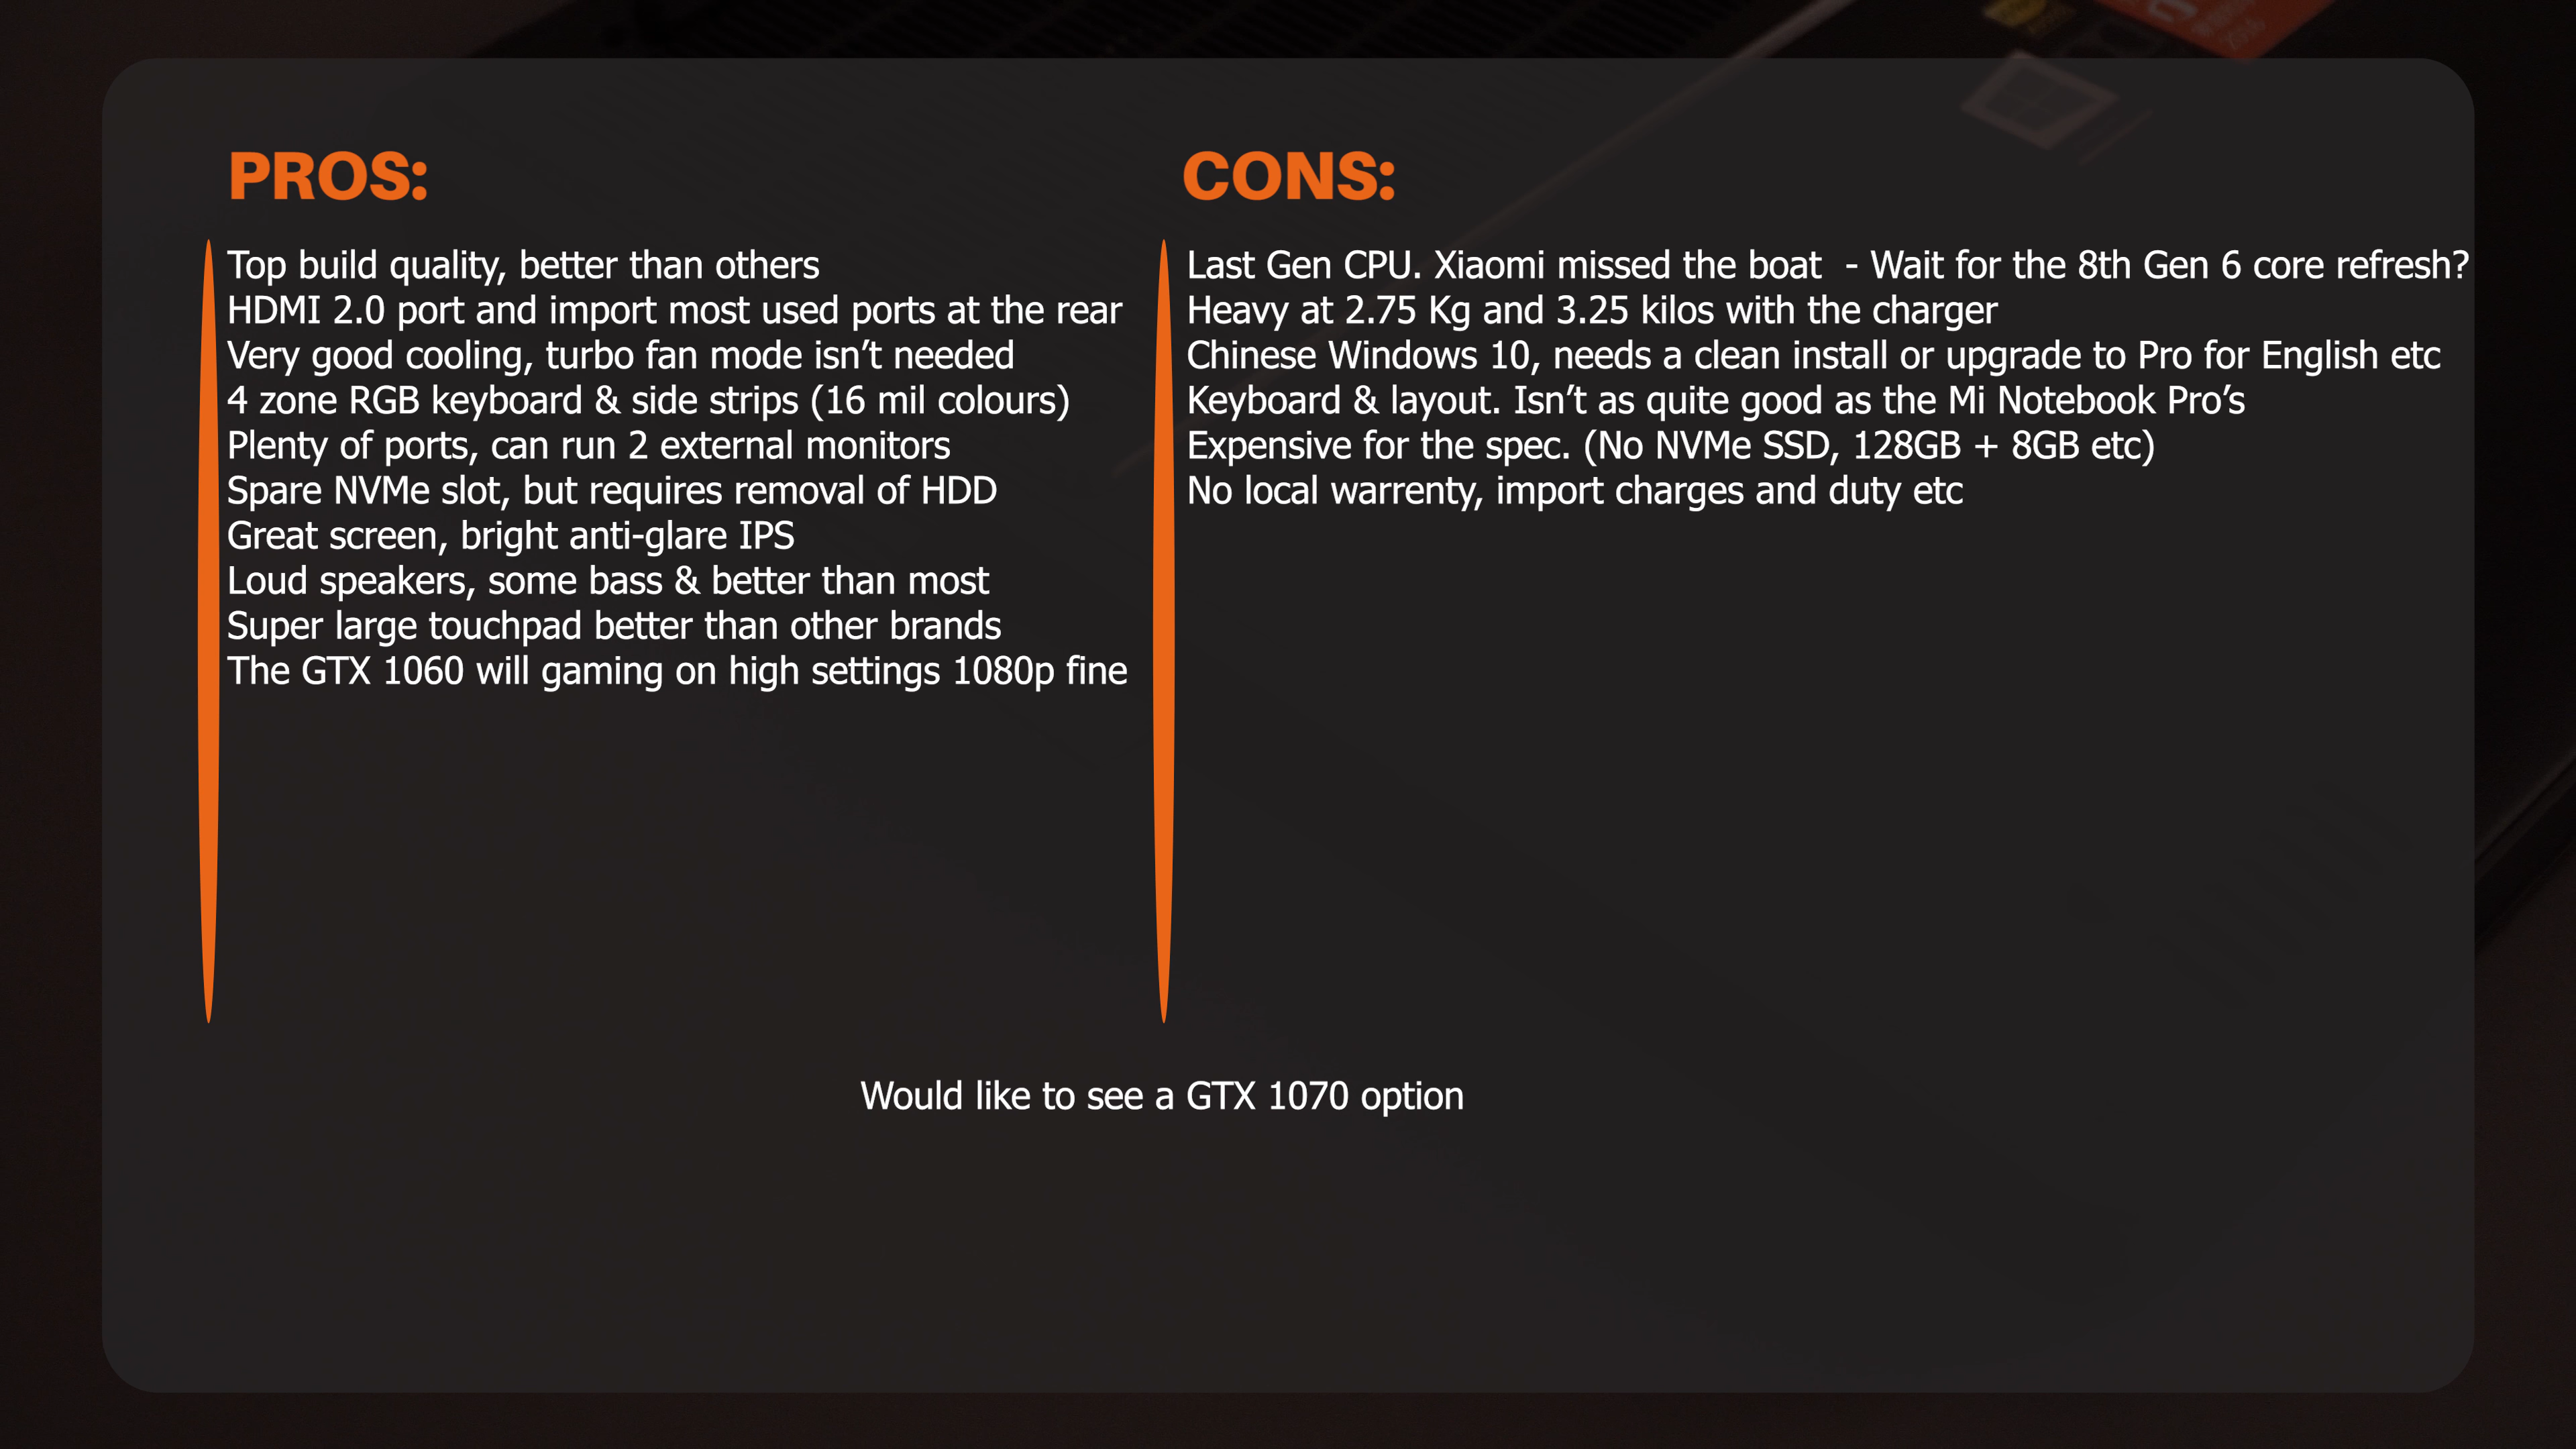 PROS:
Top build quality, better than others
HDMI 2.0 port and import most used ports at the rear
Very good cooling, turbo fan mode isn’t needed
4 zone RGB keyboard & side strips (16 mil colours)
Plenty of ports, can run 2 external monitors
Spare NVMe slot, but requires removal of HDD
Great screen, bright anti-glare IPS
Loud speakers, some bass & better than most
Super large touchpad better than other brands
The GTX 1060 will gaming on high settings 1080p fine
CONS:
Last Gen CPU. Xiaomi missed the boat  - Wait for the 8th Gen 6 core refresh?
Heavy at 2.75 Kg and 3.25 kilos with the charger
Chinese Windows 10, needs a clean install or upgrade to Pro for English etc
Keyboard & layout. Isn’t as quite good as the Mi Notebook Pro’s
Expensive for the spec. (No NVMe SSD, 128GB + 8GB etc)
No local warrenty, import charges and duty etc
Would like to see a GTX 1070 option